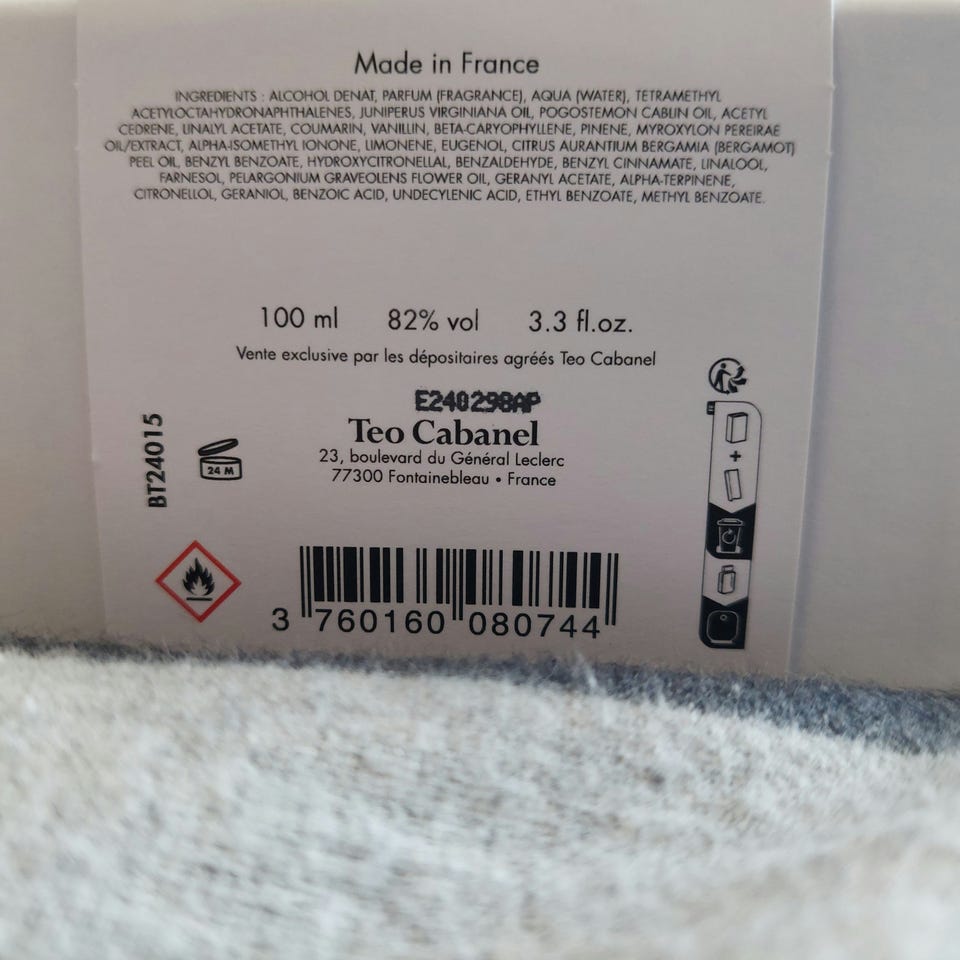 Made in France
INGREDIENTS : ALCOHOL DENAT, PARFUM (FRAGRANCE), AQUA (WATER), TETRAMETHYL
ACETYLOCTAHYDRONAPHTHALENES, JUNIPERUS VIRGINIANA OIL, POGOSTEMON CABLIN OIL, ACETYL
CEDRENE, LINALYL ACETATE, COUMARIN, VANILLIN, BETA-CARYOPHYLLENE, PINENE, MYROXYLON PEREIRAE
OIL/EXTRACT, ALPHA-ISOMETHYL IONONE, LIMONENE, EUGENOL, CITRUS AURANTIUM BERGAMIA (BERGAMOT)
PEEL OIL, BENZYL BENZOATE, HYDROXYCITRONELLAL, BENZALDEHYDE, BENZYL CINNAMATE, LINALOOL,
FARNESOL, PELARGONIUM GRAVEOLENS FLOWER OIL, GERANYL ACETATE, ALPHA-TERPINENE,
CITRONELLOL, GERANIOL, BENZOIC ACID, UNDECYLENIC ACID, ETHYL BENZOATE, METHYL BENZOATE.
100 ml 82% vol 3.3 fl.oz.
Vente exclusive par les dépositaires agréés Teo Cabanel
E240298AP
Teo Cabanel
23, boulevard du Général Leclerc
77300 Fontainebleau • France
BT24015
24 M
3 760160 080744